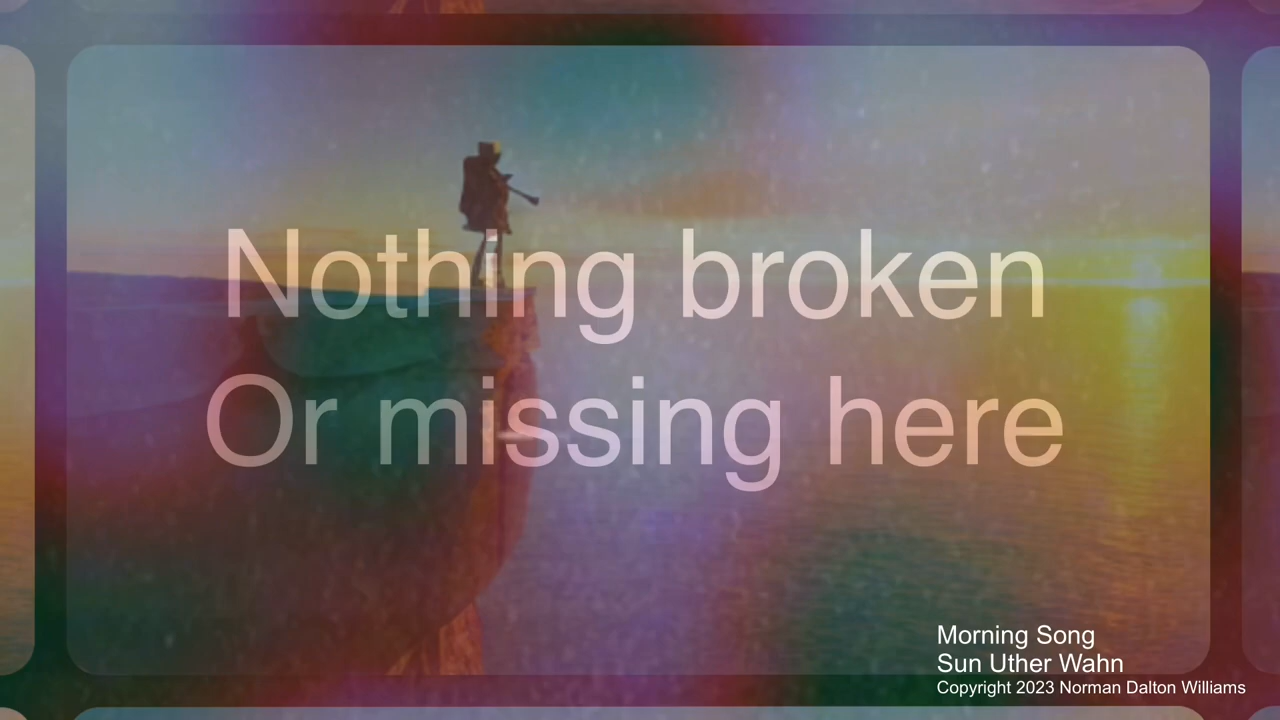 Nothing broken
Or missing here
Morning Song
Sun Uther Wahn
Copyright 2023 Norman Dalton Williams